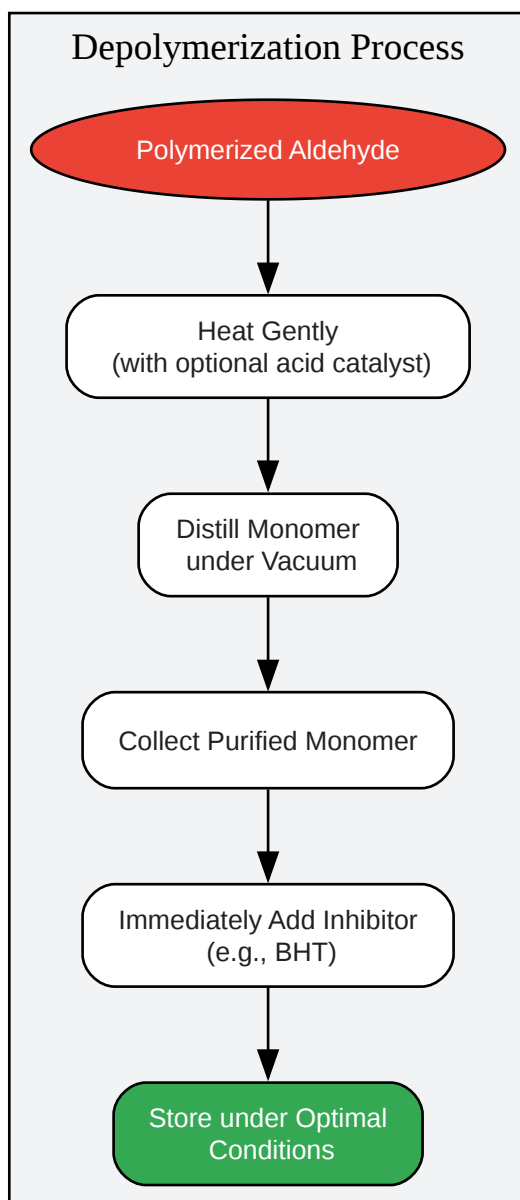 Depolymerization Process
Polymerized Aldehyde
Heat Gently
(with optional acid catalyst)
Distill Monomer
under Vacuum
Collect Purified Monomer
Immediately Add Inhibitor
(e.g., BHT)
Store under Optimal
Conditions